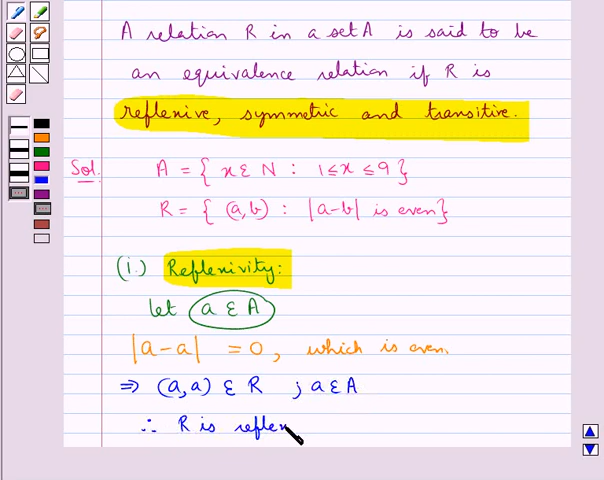 A relation R in a set A is said to be
an equivalence relation if R is
reflexive, symmetric and transitive.
Sol. A = { x ε N : 1 ≤ x ≤ 9 }
R = { (a,b) : |a-b| is even }
(i.) Reflexivity:
let a ε A
|a-a| = 0, which is even.
⇒ (a,a) ε R ; a ε A
∴ R is reflex